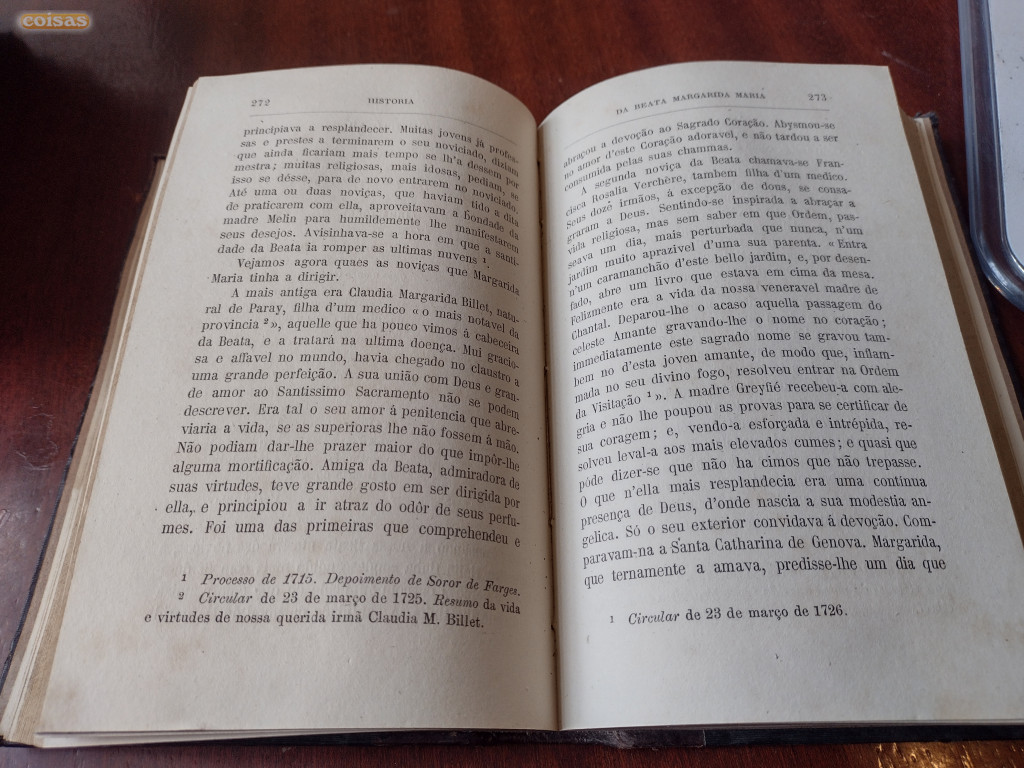 coisas
272 HISTORIA
principiava a resplandecer. Muitas jovens já profes-
sas e prestes a terminarem o seu noviciado, diziam
que ainda ficariam mais tempo se lh'a dessem por
mestra; muitas religiosas, mais idosas, pediam, se
isso se désse, para de novo entrarem no noviciado.
Até uma ou duas noviças, que haviam tido a dita
de praticarem com ella, aproveitavam a bondade da
madre Melin para humildemente lhe manifestarem
seus desejos. Avisinhava-se a hora em que a santi-
dade da Beata ia romper as ultimas nuvens ¹.
Vejamos agora quaes as noviças que Margarida
Maria tinha a dirigir.
A mais antiga era Claudia Margarida Billet, natu-
ral de Paray, filha d'um medico « o mais notavel da
provincia ² », aquelle que ha pouco vimos á cabeceira
da Beata, e a tratará na ultima doença. Mui gracio-
sa e affavel no mundo, havia chegado no claustro a
uma grande perfeição. A sua união com Deus e gran-
de amor ao Santissimo Sacramento não se podem
descrever. Era tal o seu amor á penitencia que abre-
viaria a vida, se as superioras lhe não fossem á mão.
Não podiam dar-lhe prazer maior do que impôr-lhe
alguma mortificação. Amiga da Beata, admiradora de
suas virtudes, teve grande gosto em ser dirigida por
ella, e principiou a ir atraz do odôr de seus perfu-
mes. Foi uma das primeiras que comprehendeu e
¹ Processo de 1715. Depoimento de Soror de Farges.
² Circular de 23 de março de 1725. Resumo da vida
e virtudes de nossa querida irmã Claudia M. Billet.
DA BEATA MARGARIDA MARIA 273
abraçou a devoção ao Sagrado Coração. Abysmou-se
no amor d'este Coração adoravel, e não tardou a ser
consumida pelas suas chammas.
A segunda noviça da Beata chamava-se Fran-
cisca Rosalia Verchère, tambem filha d'um medico.
Seus dozê irmãos, á excepção de dous, se consa-
graram a Deus. Sentindo-se inspirada a abraçar a
vida religiosa, mas sem saber em que Ordem, pas-
seava um dia, mais perturbada que nunca, n'um
jardim muito aprazivel d'uma sua parenta. « Entra
n'um caramanchão d'este bello jardim, e, por desen-
fado, abre um livro que estava em cima da mesa.
Felizmente era a vida da nossa veneravel madre de
Chantal. Deparou-lhe o acaso aquella passagem do
celeste Amante gravando-lhe o nome no coração;
immediatamente este sagrado nome se gravou tam-
bem no d'esta joven amante, de modo que, inflam-
mada no seu divino fogo, resolveu entrar na Ordem
da Visitação ¹ ». A madre Greyfié recebeu-a com ale-
gria e não lhe poupou as provas para se certificar de
sua coragem; e, vendo-a esforçada e intrépida, re-
solveu leval-a aos mais elevados cumes; e quasi que
póde dizer-se que não ha cimos que não trepasse.
O que n'ella mais resplandecia era uma contínua
presença de Deus, d'onde nascia a sua modestia an-
gelica. Só o seu exterior convidava á devoção. Com-
paravam-na a Santa Catharina de Genova. Margarida,
que ternamente a amava, predisse-lhe um dia que
¹ Circular de 23 de março de 1726.